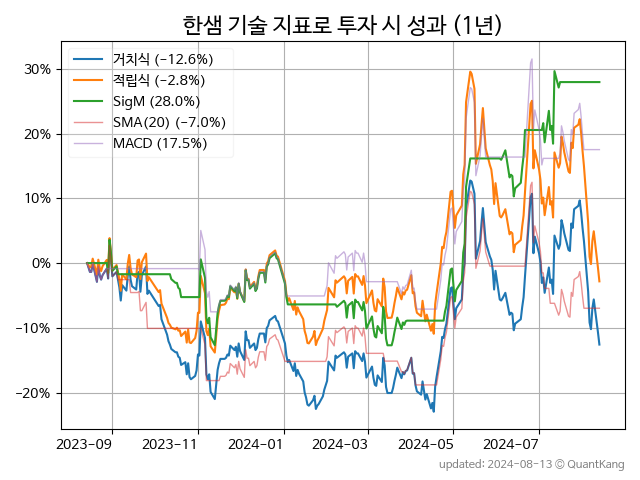 한샘 기술 지표로 투자 시 성과 (1년)
거치식 (−12.6%)
적립식 (−2.8%)
SigM (28.0%)
SMA(20) (−7.0%)
MACD (17.5%)
30%
20%
10%
0%
−10%
−20%
2023-09 2023-11 2024-01 2024-03 2024-05 2024-07
updated: 2024-08-13 © QuantKang